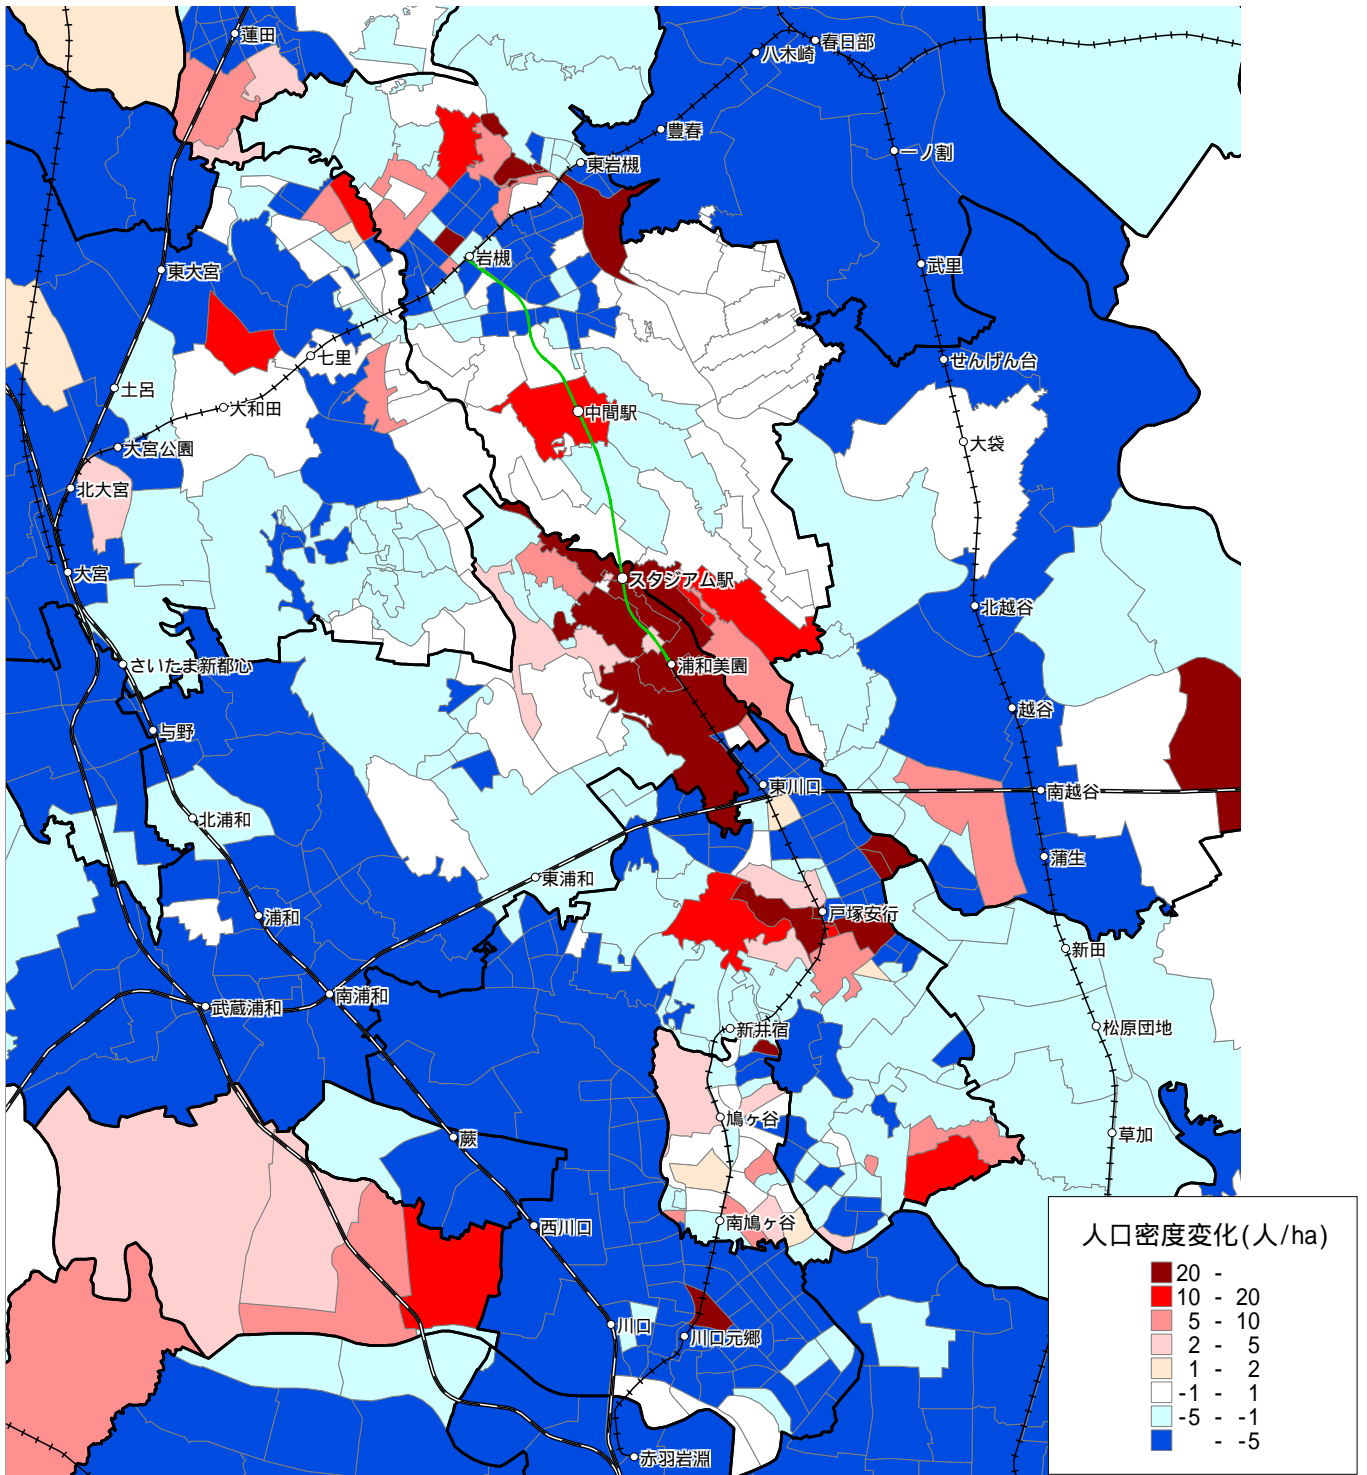 蓮田
八木崎
春日部
豊春
一ノ割
東岩槻
岩槻
武里
東大宮
せんげん台
七里
土呂
大和田
中間駅
大袋
大宮公園
北大宮
大宮
スタジアム駅
北越谷
さいたま新都心
浦和美園
越谷
与野
東川口
南越谷
北浦和
蒲生
東浦和
浦和
戸塚安行
新田
南浦和
武蔵浦和
新井宿
松原団地
鳩ヶ谷
草加
蕨
南鳩ヶ谷
西川口
川口
川口元郷
赤羽岩淵
人口密度変化(人/ha)
20 -
10 - 20
5 - 10
2 - 5
1 - 2
-1 - 1
-5 - -1
- -5